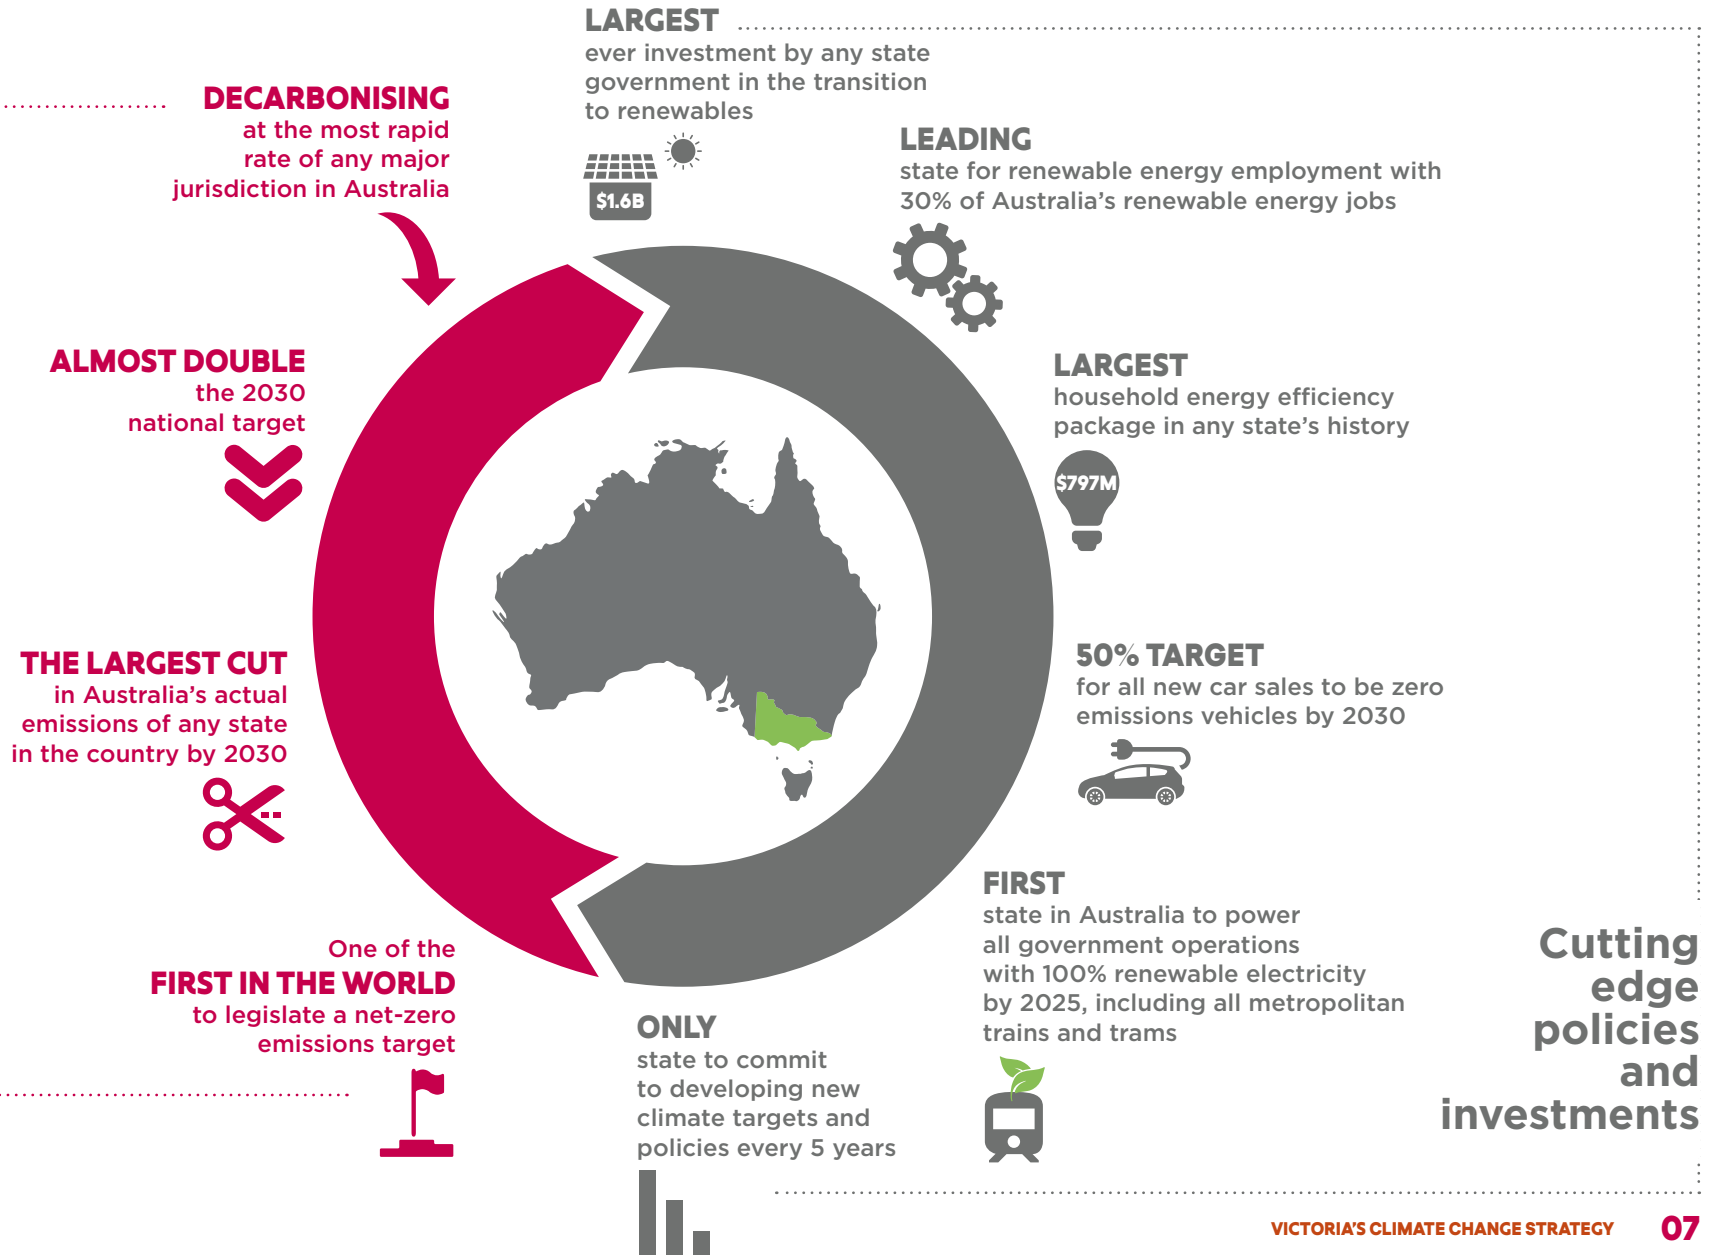 DECARBONISING
at the most rapid
rate of any major
jurisdiction in Australia
ALMOST DOUBLE
the 2030
national target
THE LARGEST CUT
in Australia's actual
emissions of any state
in the country by 2030
One of the
FIRST IN THE WORLD
to legislate a net-zero
emissions target
LARGEST
ever investment by any state
government in the transition
to renewables
$1.6B
LEADING
state for renewable energy employment with
30% of Australia's renewable energy jobs
LARGEST
household energy efficiency
package in any state's history
$797M
50% TARGET
for all new car sales to be zero
emissions vehicles by 2030
FIRST
state in Australia to power
all government operations
with 100% renewable electricity
by 2025, including all metropolitan
trains and trams
ONLY
state to commit
to developing new
climate targets and
policies every 5 years
Cutting
edge
policies
and
investments
VICTORIA'S CLIMATE CHANGE STRATEGY 07